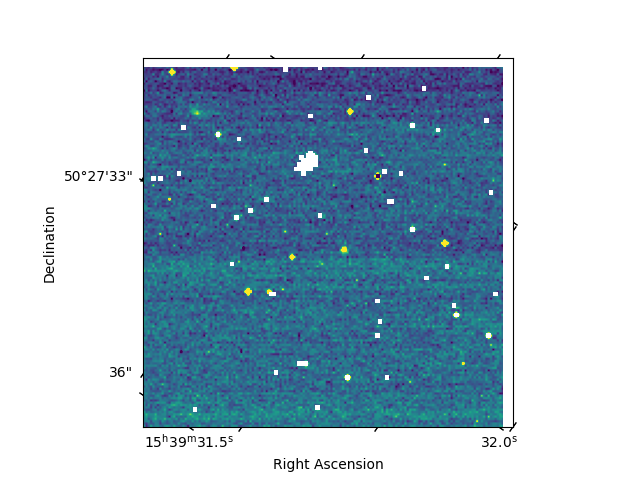 50°27'33"
Declination
36"
15ʰ39ᵐ31.5ˢ
32.0ˢ
Right Ascension